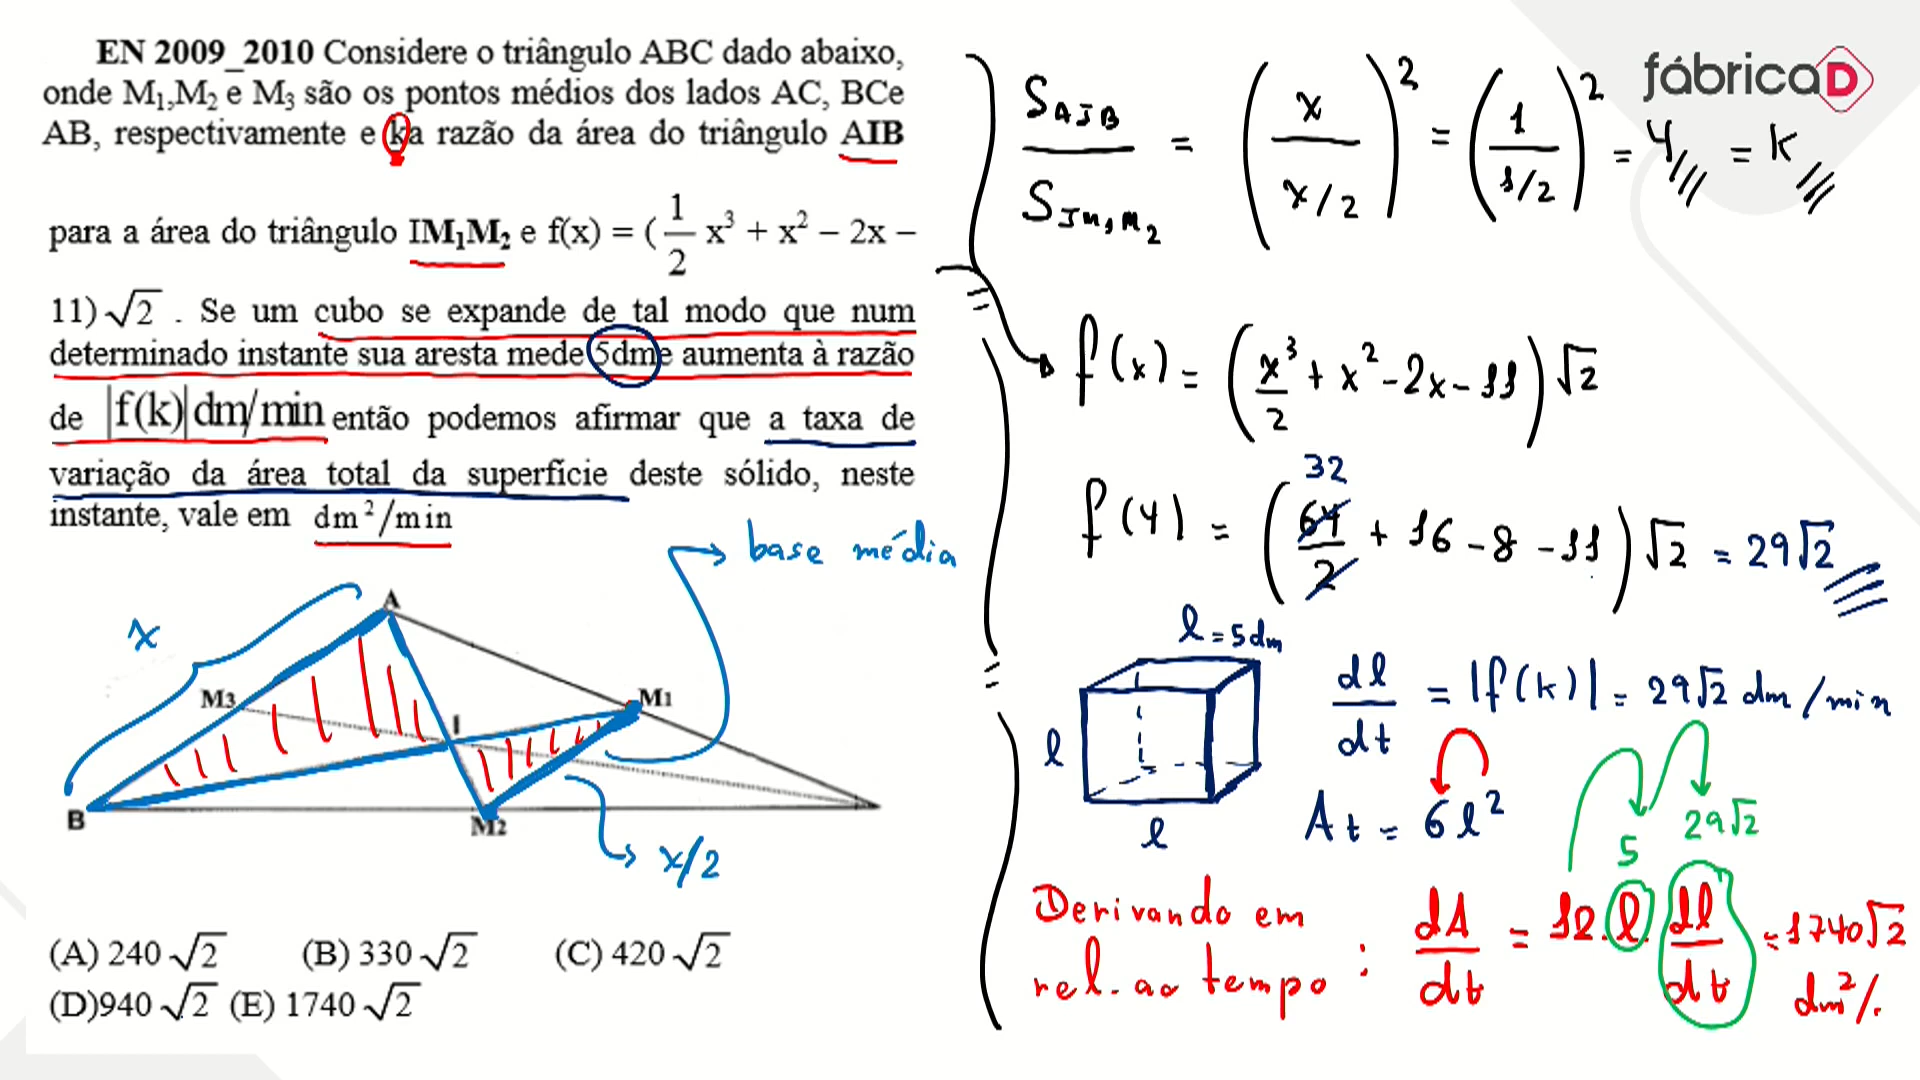 EN 2009_2010 Considere o triângulo ABC dado abaixo,
onde M₁,M₂ e M₃ são os pontos médios dos lados AC, BCe
AB, respectivamente e ka razão da área do triângulo AIB
para a área do triângulo IM₁M₂ e f(x) = (1/2 x³ + x² − 2x −
11)√2 . Se um cubo se expande de tal modo que num
determinado instante sua aresta mede 5dme aumenta à razão
de |f(k)| dm/min então podemos afirmar que a taxa de
variação da área total da superfície deste sólido, neste
instante, vale em dm²/min
base média
x
A
M3
M1
I
B
M2
x/2
(A) 240√2 (B) 330√2 (C) 420√2
(D)940√2 (E) 1740√2
fábricaD
S_AIB / S_IM₁M₂ = (x / x/2)² = (1 / 1/2)² = 4 = k
f(x) = (x³/2 + x² - 2x - 11)√2
32
f(4) = (64/2 + 16 - 8 - 11)√2 = 29√2
l = 5dm
l
l
dl/dt = |f(k)| = 29√2 dm/min
At = 6l²
5
29√2
Derivando em
rel. ao tempo : dA/dt = 12.l.dl/dt = 1740√2
dm²/.